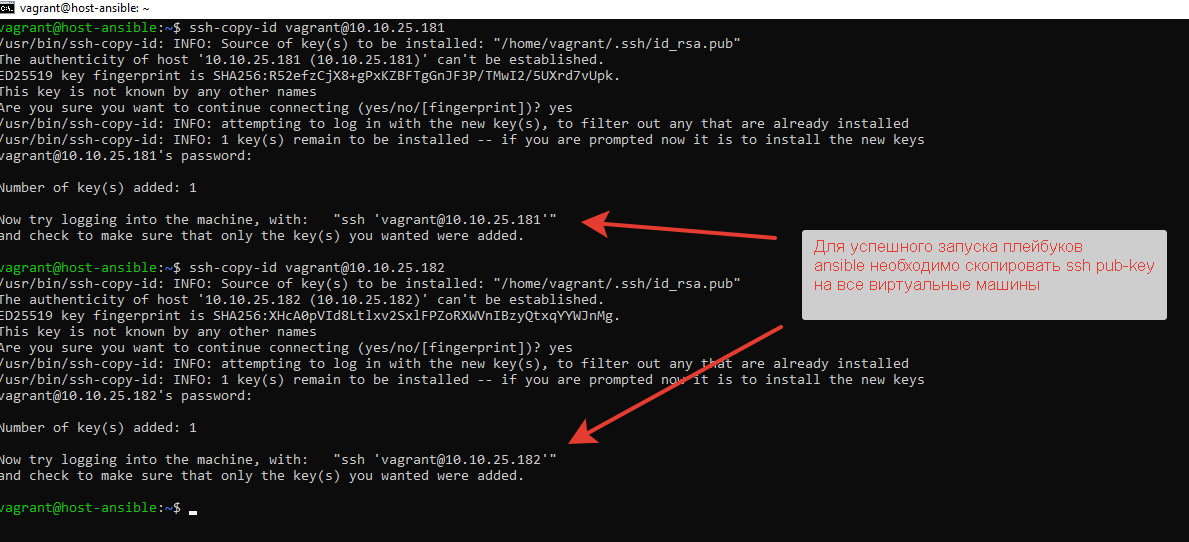 vagrant@host-ansible: ~
vagrant@host-ansible:~$ ssh-copy-id vagrant@10.10.25.181
/usr/bin/ssh-copy-id: INFO: Source of key(s) to be installed: "/home/vagrant/.ssh/id_rsa.pub"
The authenticity of host '10.10.25.181 (10.10.25.181)' can't be established.
ED25519 key fingerprint is SHA256:R52efzCjX8+gPxKZBFTgGnJF3P/TMwI2/5UXrd7vUpk.
This key is not known by any other names
Are you sure you want to continue connecting (yes/no/[fingerprint])? yes
/usr/bin/ssh-copy-id: INFO: attempting to log in with the new key(s), to filter out any that are already installed
/usr/bin/ssh-copy-id: INFO: 1 key(s) remain to be installed -- if you are prompted now it is to install the new keys
vagrant@10.10.25.181's password:
Number of key(s) added: 1
Now try logging into the machine, with:   "ssh 'vagrant@10.10.25.181'"
and check to make sure that only the key(s) you wanted were added.
Для успешного запуска плейбуков
ansible необходимо скопировать ssh pub-key
на все виртуальные машины
vagrant@host-ansible:~$ ssh-copy-id vagrant@10.10.25.182
/usr/bin/ssh-copy-id: INFO: Source of key(s) to be installed: "/home/vagrant/.ssh/id_rsa.pub"
The authenticity of host '10.10.25.182 (10.10.25.182)' can't be established.
ED25519 key fingerprint is SHA256:XHcA0pVId8Ltlxv2SxlFPZoRXWVnIBzyQtxqYYWJnMg.
This key is not known by any other names
Are you sure you want to continue connecting (yes/no/[fingerprint])? yes
/usr/bin/ssh-copy-id: INFO: attempting to log in with the new key(s), to filter out any that are already installed
/usr/bin/ssh-copy-id: INFO: 1 key(s) remain to be installed -- if you are prompted now it is to install the new keys
vagrant@10.10.25.182's password:
Number of key(s) added: 1
Now try logging into the machine, with:   "ssh 'vagrant@10.10.25.182'"
and check to make sure that only the key(s) you wanted were added.
vagrant@host-ansible:~$